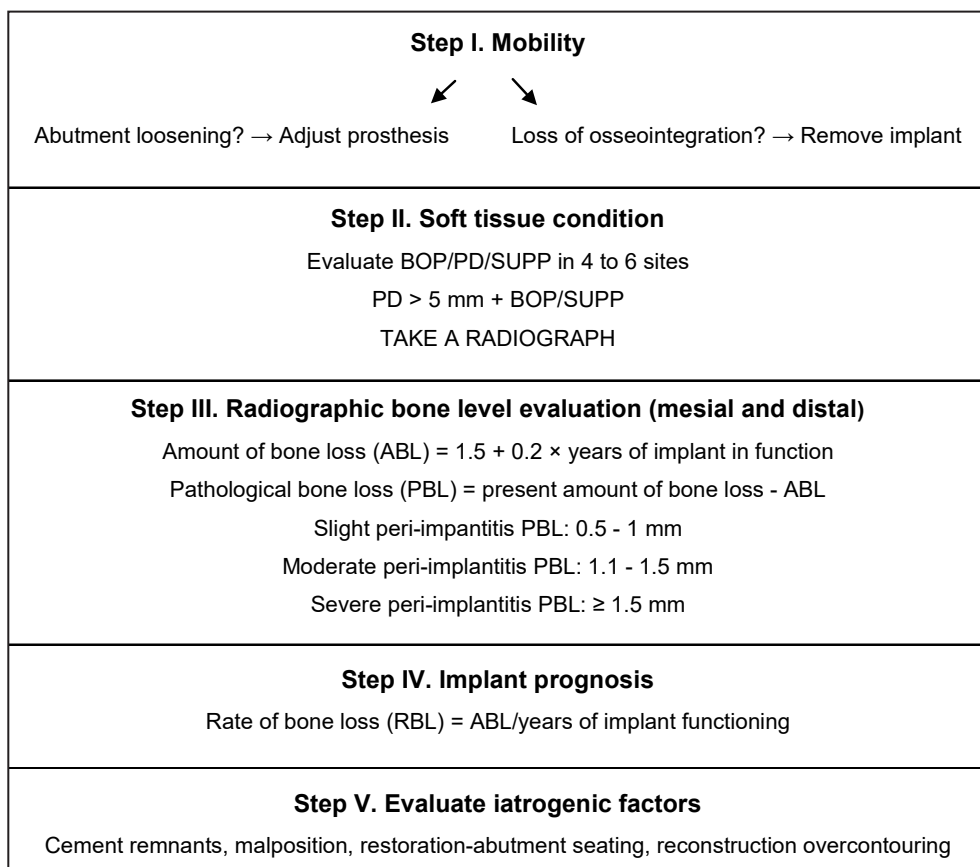 Step I. Mobility
Abutment loosening? → Adjust prosthesis Loss of osseointegration? → Remove implant
Step II. Soft tissue condition
Evaluate BOP/PD/SUPP in 4 to 6 sites
PD > 5 mm + BOP/SUPP
TAKE A RADIOGRAPH
Step III. Radiographic bone level evaluation (mesial and distal)
Amount of bone loss (ABL) = 1.5 + 0.2 × years of implant in function
Pathological bone loss (PBL) = present amount of bone loss - ABL
Slight peri-impantitis PBL: 0.5 - 1 mm
Moderate peri-implantitis PBL: 1.1 - 1.5 mm
Severe peri-implantitis PBL: ≥ 1.5 mm
Step IV. Implant prognosis
Rate of bone loss (RBL) = ABL/years of implant functioning
Step V. Evaluate iatrogenic factors
Cement remnants, malposition, restoration-abutment seating, reconstruction overcontouring